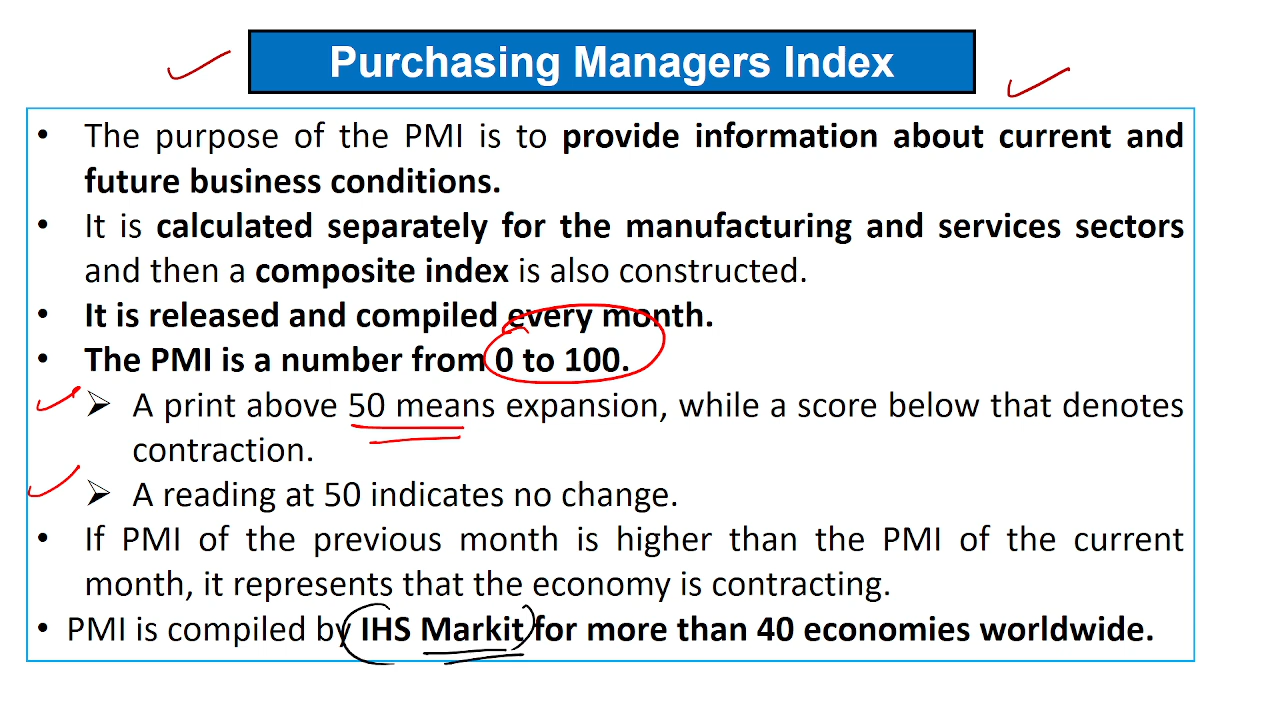 Purchasing Managers Index
• The purpose of the PMI is to provide information about current and
future business conditions.
• It is calculated separately for the manufacturing and services sectors
and then a composite index is also constructed.
• It is released and compiled every month.
• The PMI is a number from 0 to 100.
➢ A print above 50 means expansion, while a score below that denotes
contraction.
➢ A reading at 50 indicates no change.
• If PMI of the previous month is higher than the PMI of the current
month, it represents that the economy is contracting.
• PMI is compiled by IHS Markit for more than 40 economies worldwide.